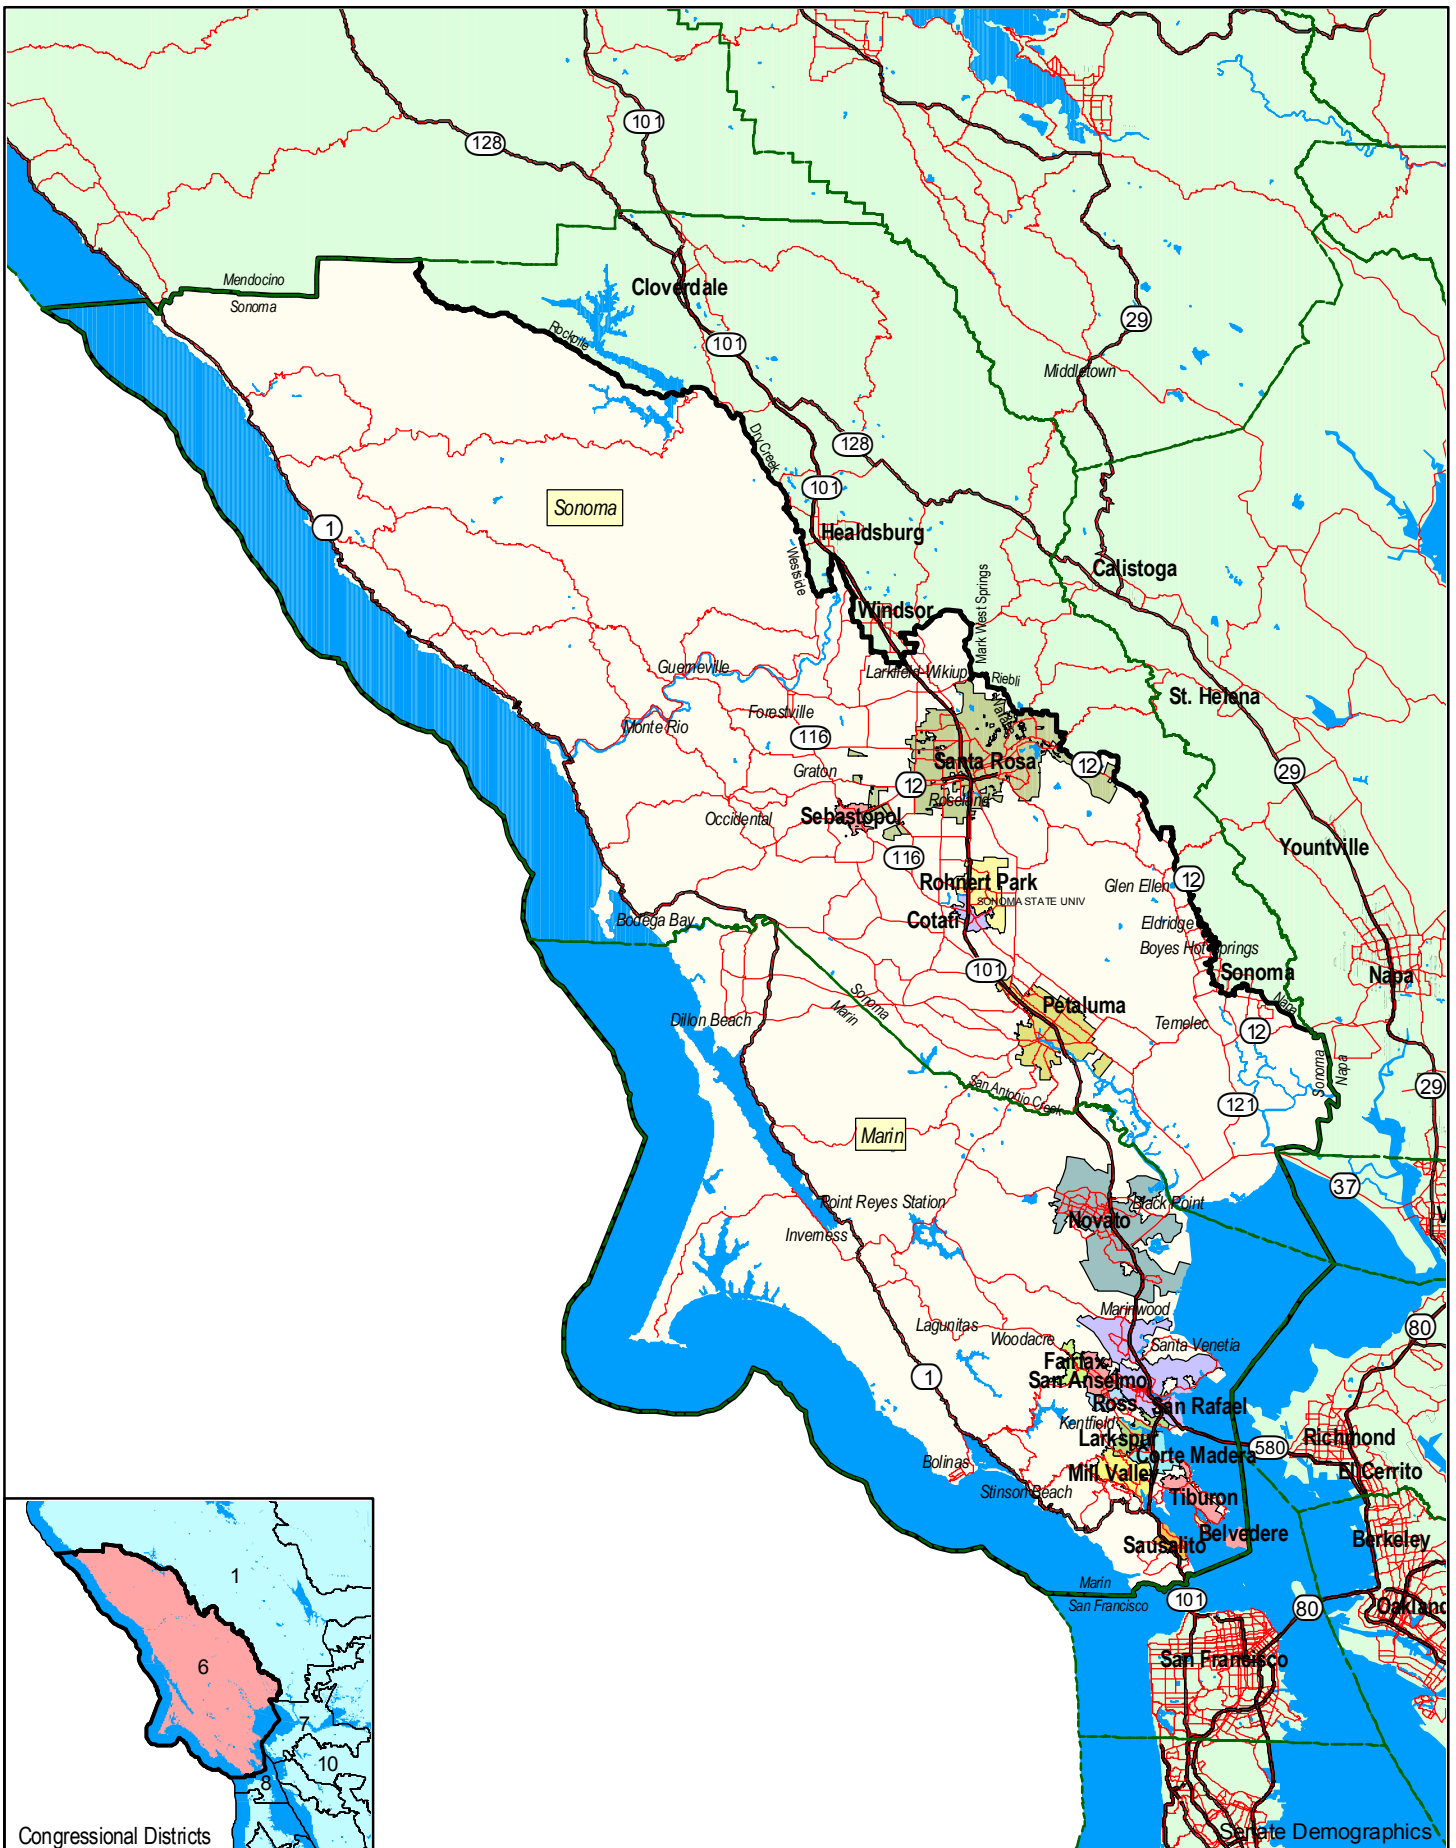 101
128
Mendocino
Sonoma
Cloverdale
Rockpile
101
29
Middletown
Dry Creek
128
101
Sonoma
1
Healdsburg
Westside
Calistoga
Mark West Springs
Windsor
Guerneville
Larkfield-Wikiup
Riebli
St. Helena
Forestville
Monte Rio
116
Santa Rosa
12
29
Graton
12
Roseland
Occidental
Sebastopol
116
Yountville
Rohnert Park
SONOMA STATE UNIV
Glen Ellen
12
Cotati
Bodega Bay
Eldridge
Boyes Hot Springs
101
Sonoma
Napa
Sonoma
Marin
Petaluma
Napa
Dillon Beach
Temelec
12
Sonoma
Napa
San Antonio Creek
29
121
Marin
37
Point Reyes Station
Black Point
Novato
Inverness
Marinwood
Lagunitas
Woodacre
Santa Venetia
80
Fairfax
San Anselmo
1
Ross
San Rafael
Kentfield
Larkspur
580
Richmond
Corte Madera
Bolinas
Mill Valley
El Cerrito
Stinson Beach
Tiburon
Belvedere
Sausalito
Berkeley
Marin
San Francisco
101
80
Oakland
San Francisco
1
6
7
10
8
Congressional Districts
Senate Demographics